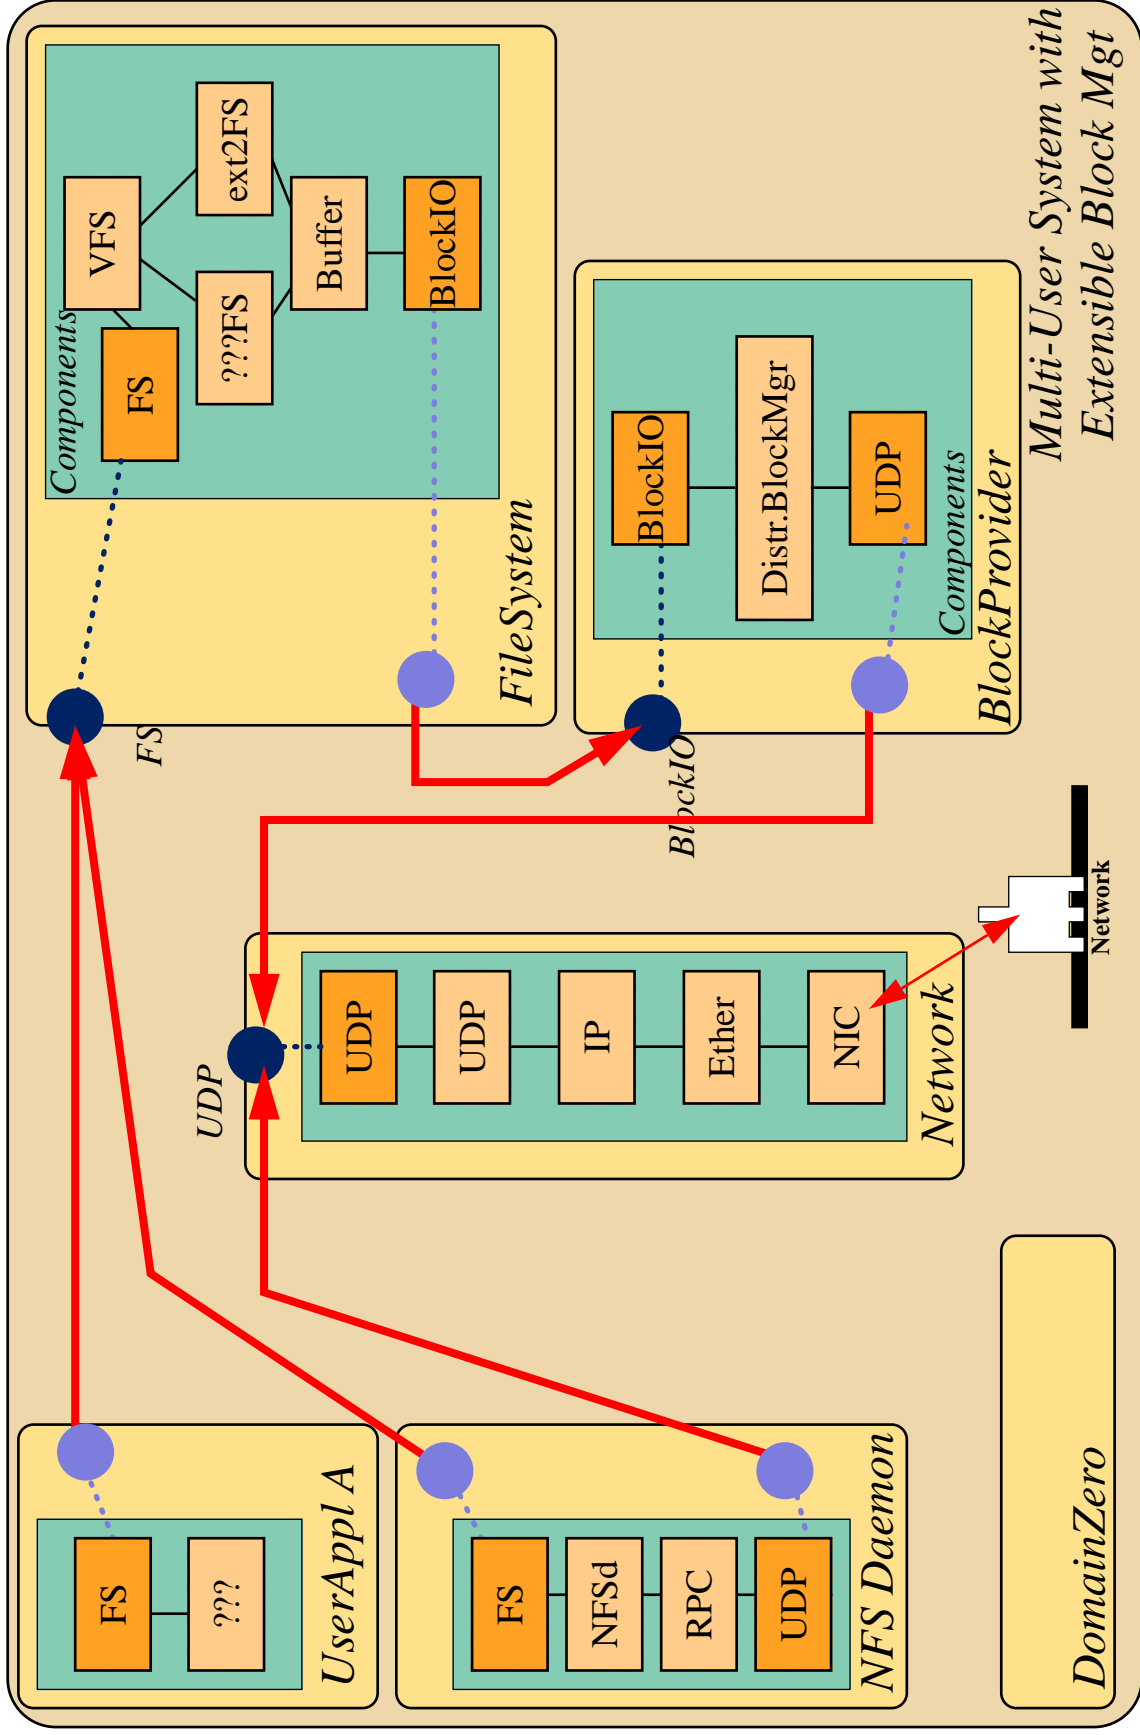 Multi-User System with
Extensible Block Mgt
UserAppl A
FS
???
NFS Daemon
FS
NFSd
RPC
UDP
DomainZero
UDP
Network
UDP
UDP
IP
Ether
NIC
Network
FS
FileSystem
Components
FS
VFS
???FS
ext2FS
Buffer
BlockIO
BlockIO
BlockProvider
Components
BlockIO
Distr.BlockMgr
UDP